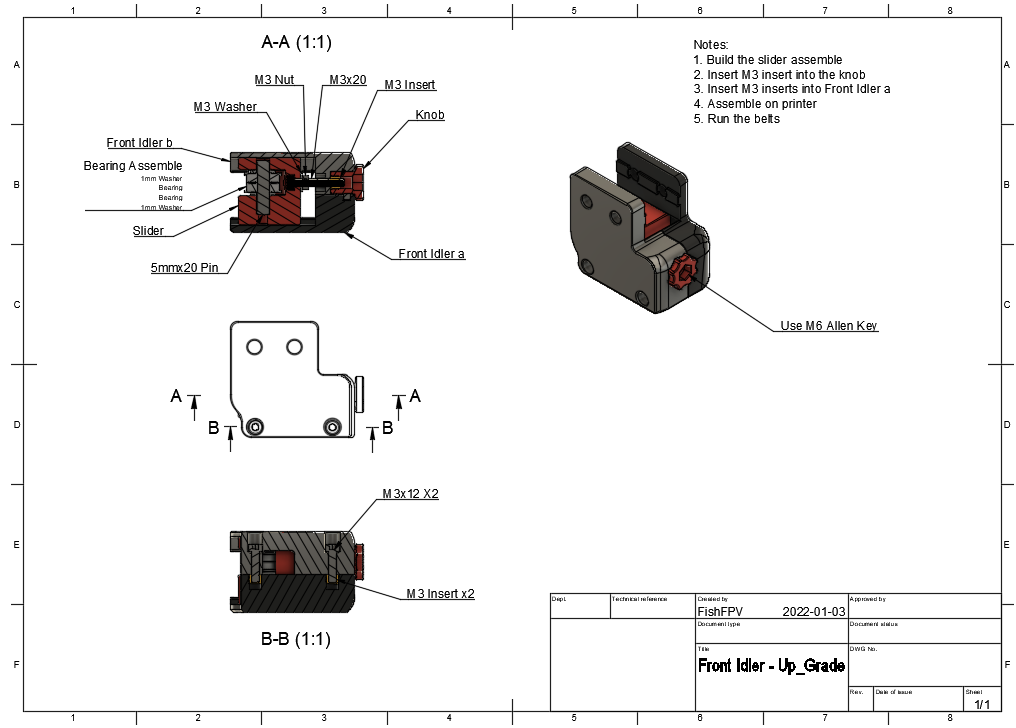 1 2 3 4 5 6 7 8
A-A (1:1)
Notes:
1. Build the slider assemble
2. Insert M3 insert into the knob
3. Insert M3 inserts into Front Idler a
4. Assemble on printer
5. Run the belts
A A
M3 Nut M3x20 M3 Insert
M3 Washer
Knob
Front Idler b
Bearing Assemble
1mm Washer
Bearing
Bearing
1mm Washer
B B
Slider
Front Idler a
5mmx20 Pin
C C
Use M6 Allen Key
A A
B B
D D
M3x12 X2
E E
M3 Insert x2
B-B (1:1)
Dept. Technical reference Created by Approved by
FishFPV 2022-01-03
Document type Document status
Title DWG No.
Front Idler - Up_Grade
F F
Rev. Date of issue Sheet
1/1
1 2 3 4 5 6 7 8